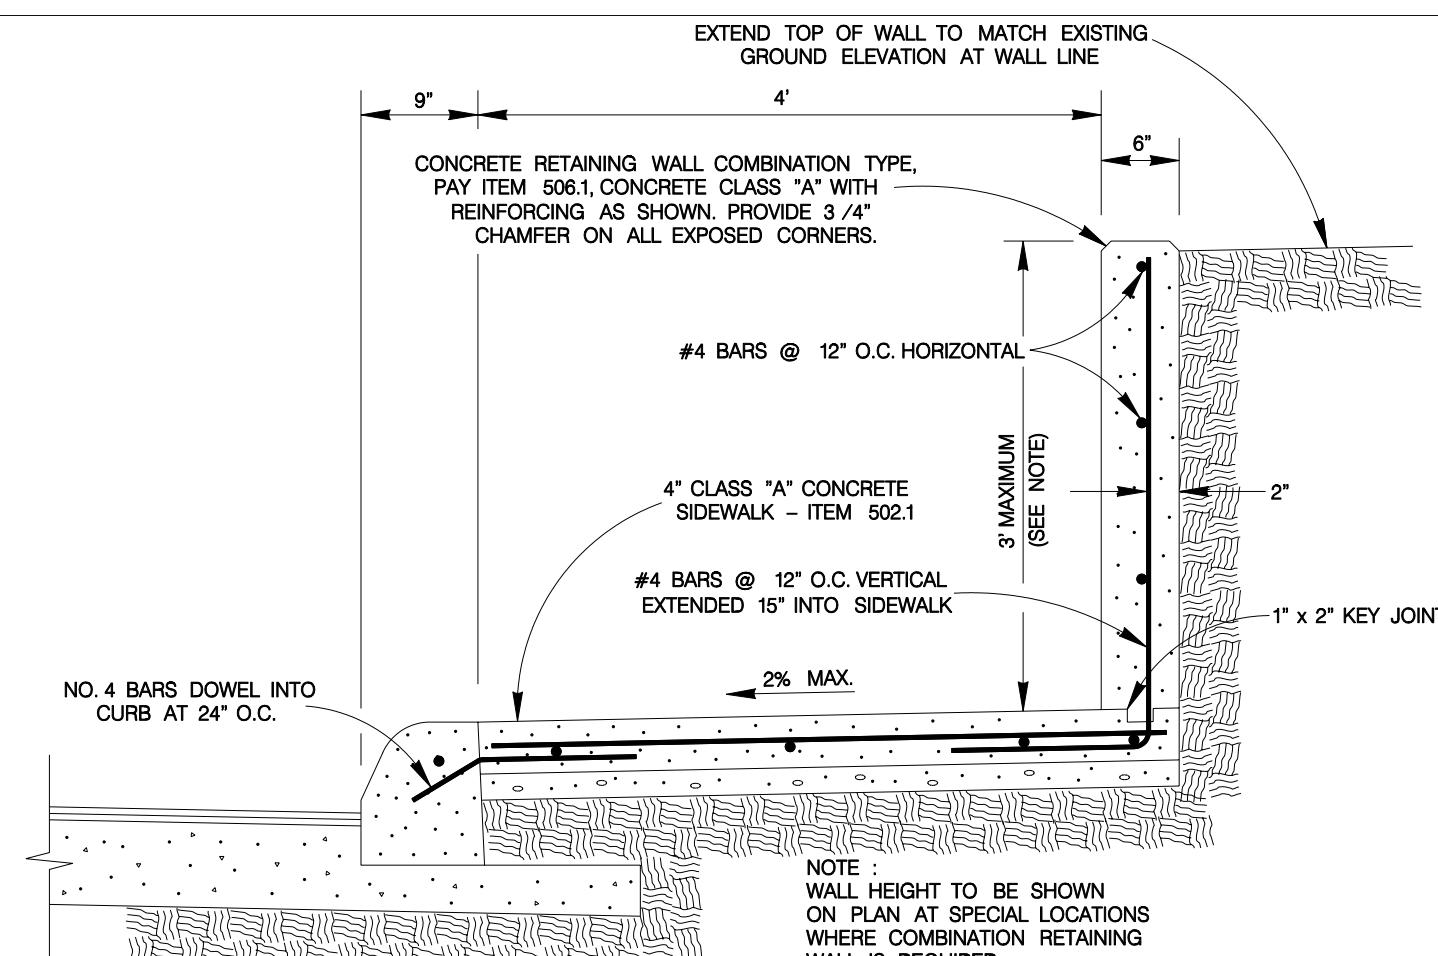 EXTEND TOP OF WALL TO MATCH EXISTING
GROUND ELEVATION AT WALL LINE
9"
4'
6"
CONCRETE RETAINING WALL COMBINATION TYPE,
PAY ITEM 506.1, CONCRETE CLASS "A" WITH
REINFORCING AS SHOWN. PROVIDE 3 /4"
CHAMFER ON ALL EXPOSED CORNERS.
#4 BARS @ 12" O.C. HORIZONTAL
3' MAXIMUM
(SEE NOTE)
4" CLASS "A" CONCRETE
SIDEWALK - ITEM 502.1
2"
#4 BARS @ 12" O.C. VERTICAL
EXTENDED 15" INTO SIDEWALK
1" x 2" KEY JOINT
2% MAX.
NO. 4 BARS DOWEL INTO
CURB AT 24" O.C.
NOTE :
WALL HEIGHT TO BE SHOWN
ON PLAN AT SPECIAL LOCATIONS
WHERE COMBINATION RETAINING
WALL IS REQUIRED